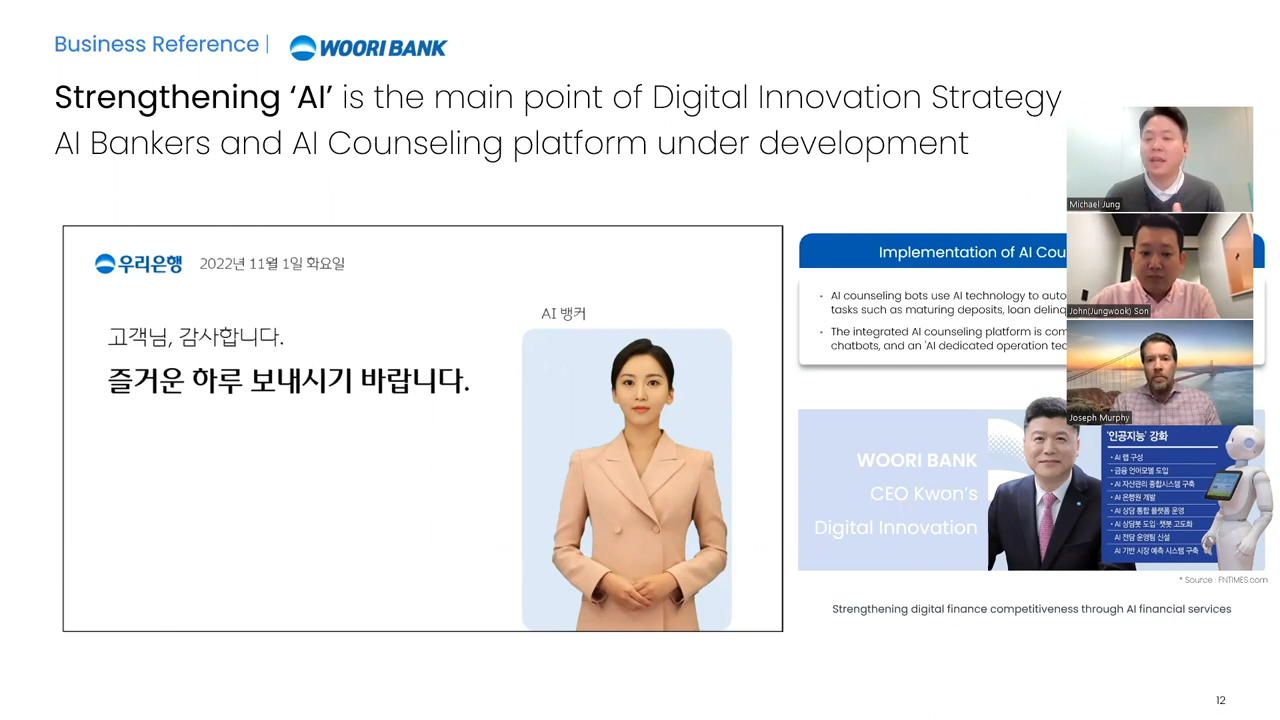 Business Reference |
WOORI BANK
Strengthening ‘AI’ is the main point of Digital Innovation Strategy
AI Bankers and AI Counseling platform under development
우리은행
2022년 11월 1일 화요일
고객님, 감사합니다.
즐거운 하루 보내시기 바랍니다.
AI 뱅커
Implementation of AI Cou
• AI counseling bots use AI technology to auto
tasks such as maturing deposits, loan delinq
• The integrated AI counseling platform is com
chatbots, and an 'AI dedicated operation tec
Michael Jung
John(Jungwook) Son
Joseph Murphy
WOORI BANK
CEO Kwon's
Digital Innovation
'인공지능' 강화
• AI 랩 구성
• 금융 언어모델 도입
• AI 자산관리 종합시스템 구축
• AI 은행원 개발
• AI 상담 통합 플랫폼 운영
• AI 상담봇 도입·챗봇 고도화
AI 전담 운영팀 신설
AI 기반 시장 예측 시스템 구축
* Source : FNTIMES.com
Strengthening digital finance competitiveness through AI financial services
12